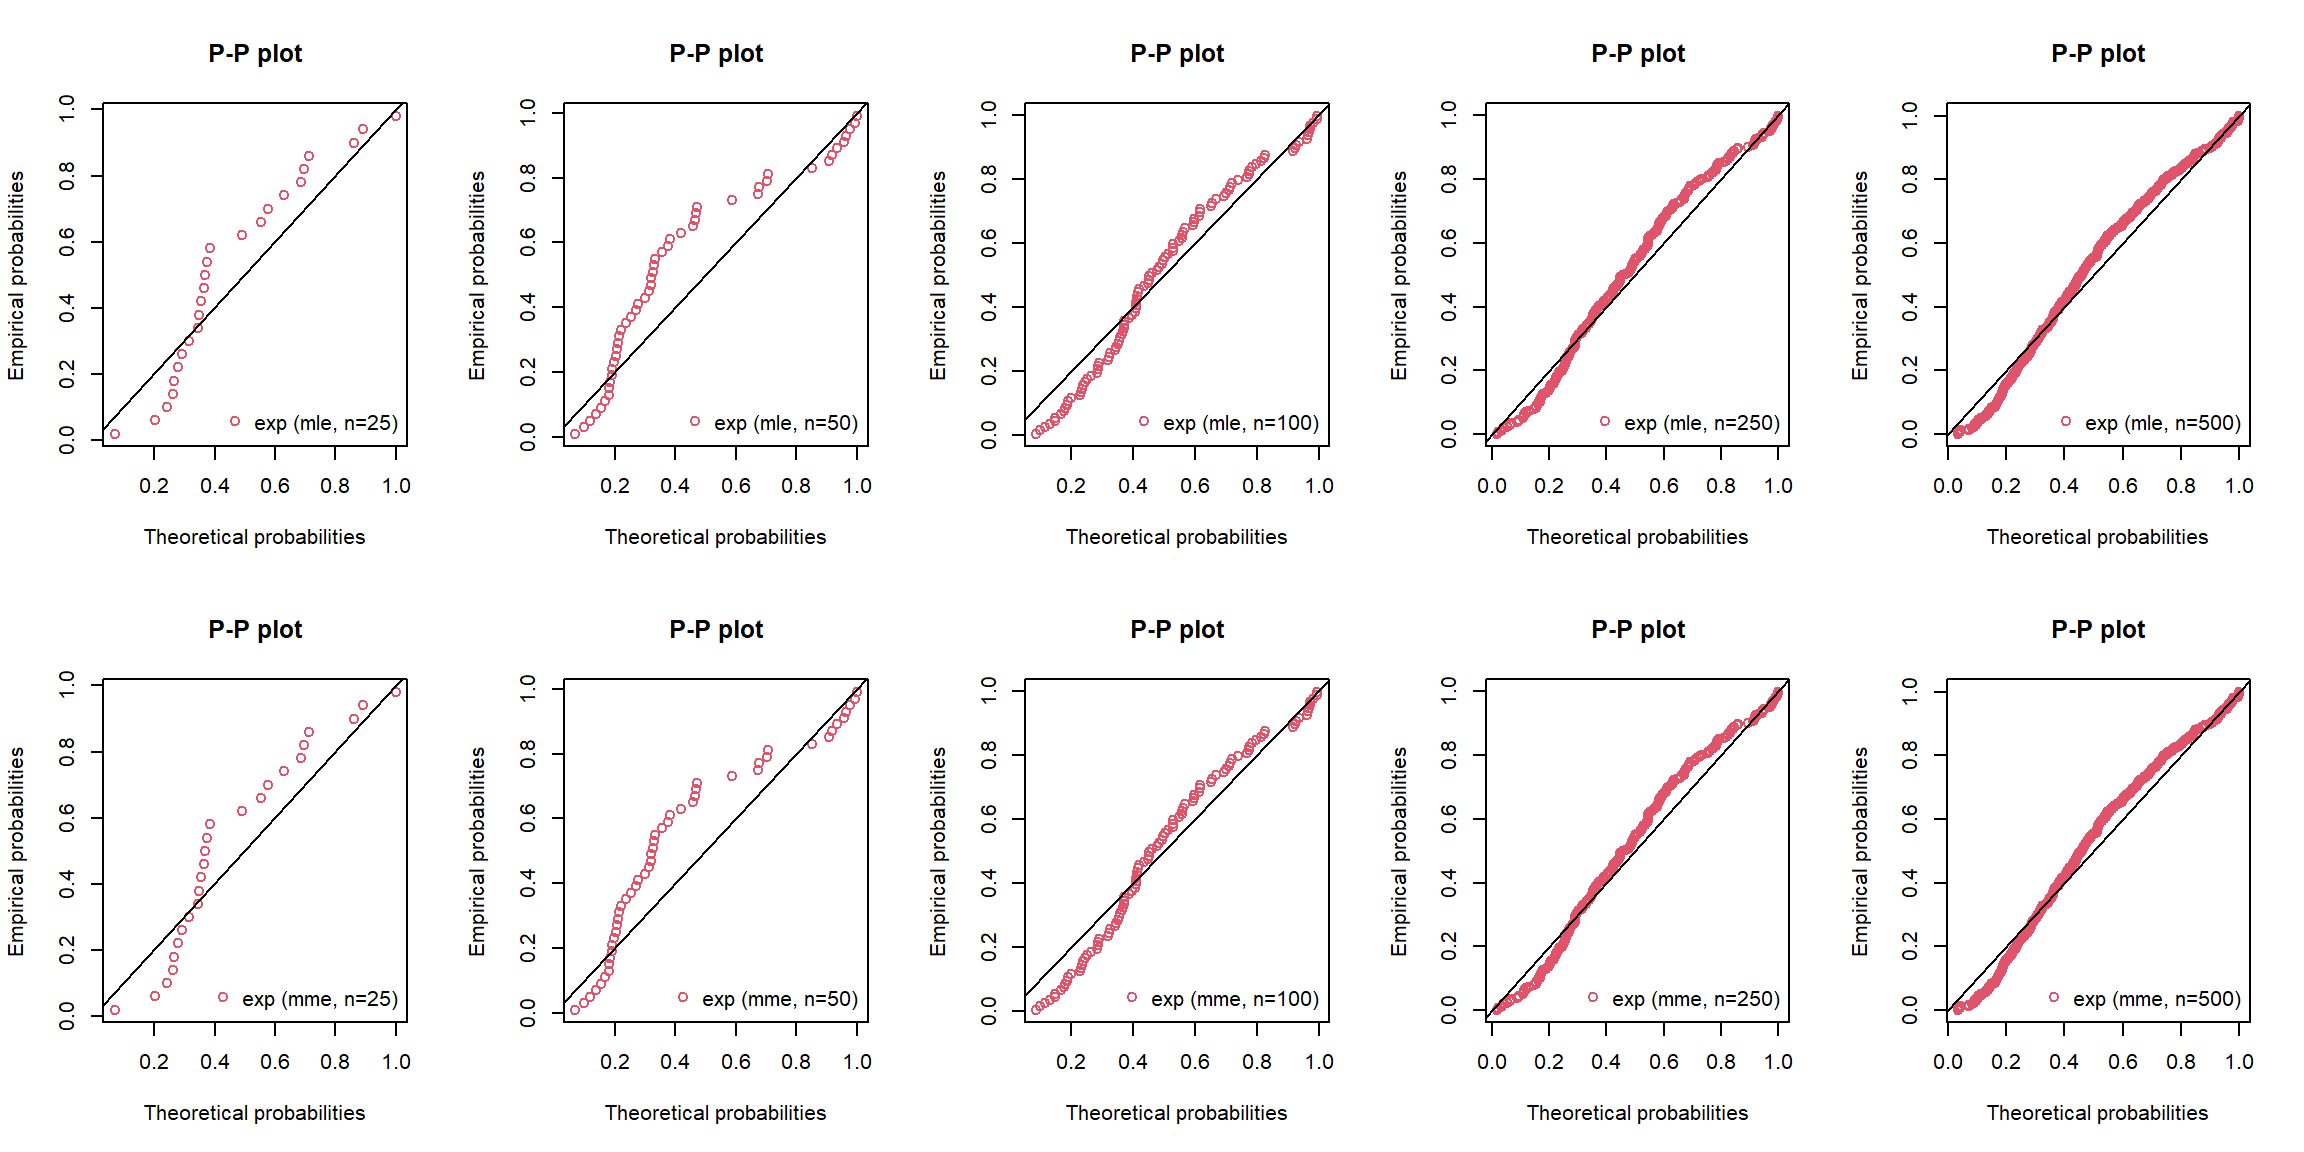 P-P plot
Empirical probabilities
1.0
0.8
0.6
0.4
0.2
0.0
exp (mle, n=25)
0.2 0.4 0.6 0.8 1.0
Theoretical probabilities
P-P plot
Empirical probabilities
1.0
0.8
0.6
0.4
0.2
0.0
exp (mle, n=50)
0.2 0.4 0.6 0.8 1.0
Theoretical probabilities
P-P plot
Empirical probabilities
1.0
0.8
0.6
0.4
0.2
0.0
exp (mle, n=100)
0.2 0.4 0.6 0.8 1.0
Theoretical probabilities
P-P plot
Empirical probabilities
1.0
0.8
0.6
0.4
0.2
0.0
exp (mle, n=250)
0.0 0.2 0.4 0.6 0.8 1.0
Theoretical probabilities
P-P plot
Empirical probabilities
1.0
0.8
0.6
0.4
0.2
0.0
exp (mle, n=500)
0.0 0.2 0.4 0.6 0.8 1.0
Theoretical probabilities
P-P plot
Empirical probabilities
1.0
0.8
0.6
0.4
0.2
0.0
exp (mme, n=25)
0.2 0.4 0.6 0.8 1.0
Theoretical probabilities
P-P plot
Empirical probabilities
1.0
0.8
0.6
0.4
0.2
0.0
exp (mme, n=50)
0.2 0.4 0.6 0.8 1.0
Theoretical probabilities
P-P plot
Empirical probabilities
1.0
0.8
0.6
0.4
0.2
0.0
exp (mme, n=100)
0.2 0.4 0.6 0.8 1.0
Theoretical probabilities
P-P plot
Empirical probabilities
1.0
0.8
0.6
0.4
0.2
0.0
exp (mme, n=250)
0.0 0.2 0.4 0.6 0.8 1.0
Theoretical probabilities
P-P plot
Empirical probabilities
1.0
0.8
0.6
0.4
0.2
0.0
exp (mme, n=500)
0.0 0.2 0.4 0.6 0.8 1.0
Theoretical probabilities